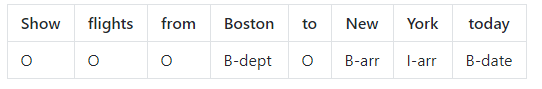 Show flights from Boston to New York today
O O O B-dept O B-arr I-arr B-date